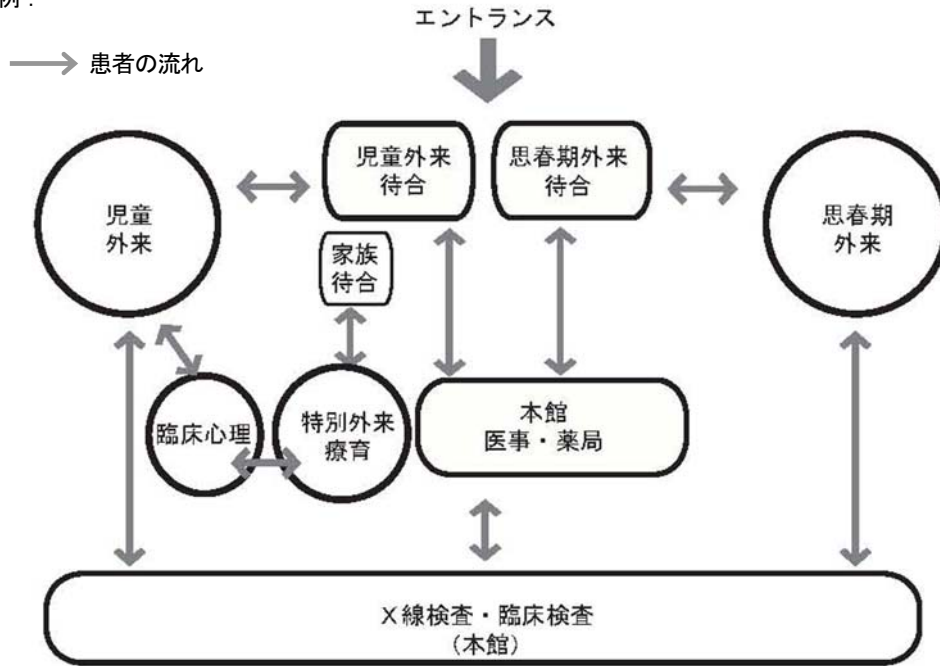 例：
エントランス
患者の流れ
児童外来
待合
思春期外来
待合
児童
外来
思春期
外来
家族
待合
臨床心理
特別外来
療育
本館
医事・薬局
X線検査・臨床検査
(本館)